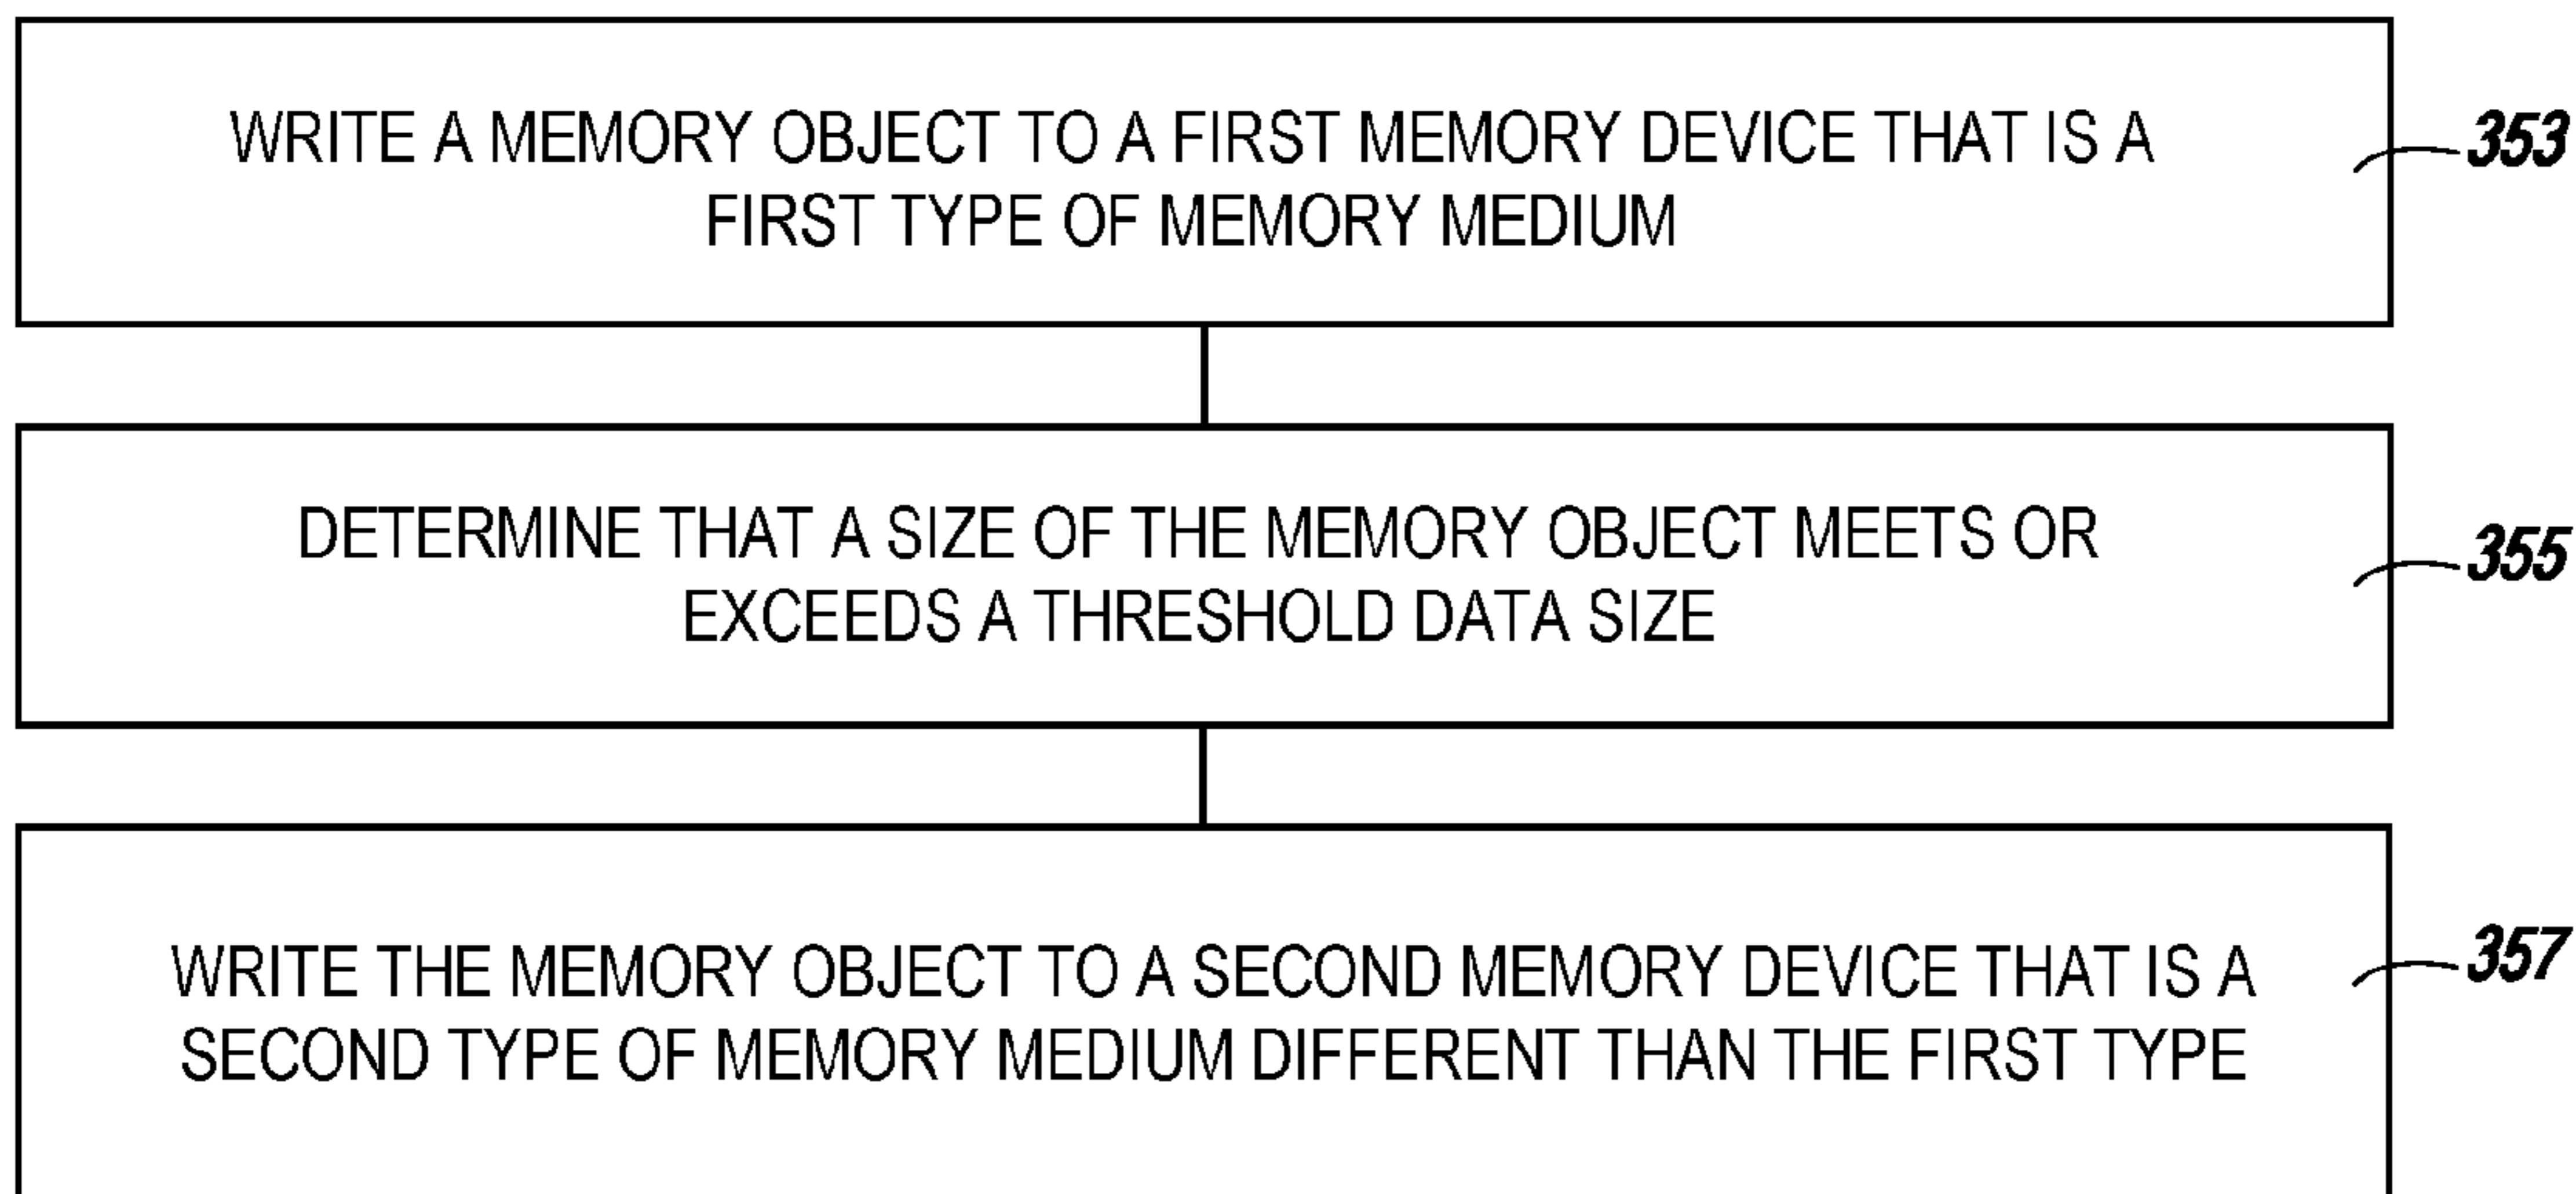 WRITE A MEMORY OBJECT TO A FIRST MEMORY DEVICE THAT IS A
FIRST TYPE OF MEMORY MEDIUM
353
DETERMINE THAT A SIZE OF THE MEMORY OBJECT MEETS OR
EXCEEDS A THRESHOLD DATA SIZE
355
WRITE THE MEMORY OBJECT TO A SECOND MEMORY DEVICE THAT IS A
SECOND TYPE OF MEMORY MEDIUM DIFFERENT THAN THE FIRST TYPE
357